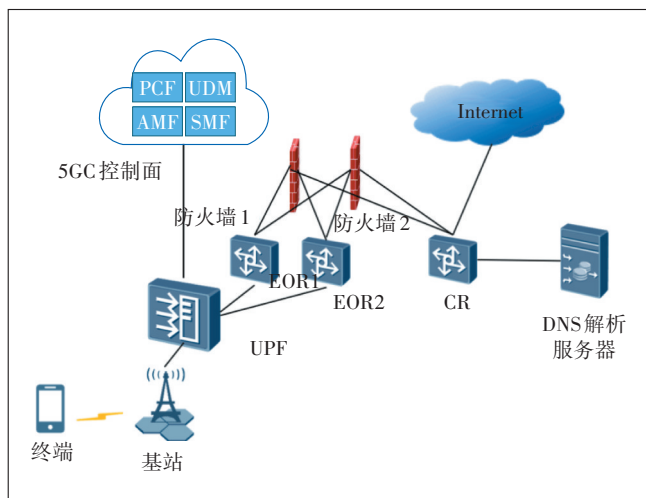 PCF UDM
AMF SMF
Internet
5GC控制面
防火墙1
防火墙2
EOR1
EOR2
CR
DNS解析
服务器
UPF
终端
基站